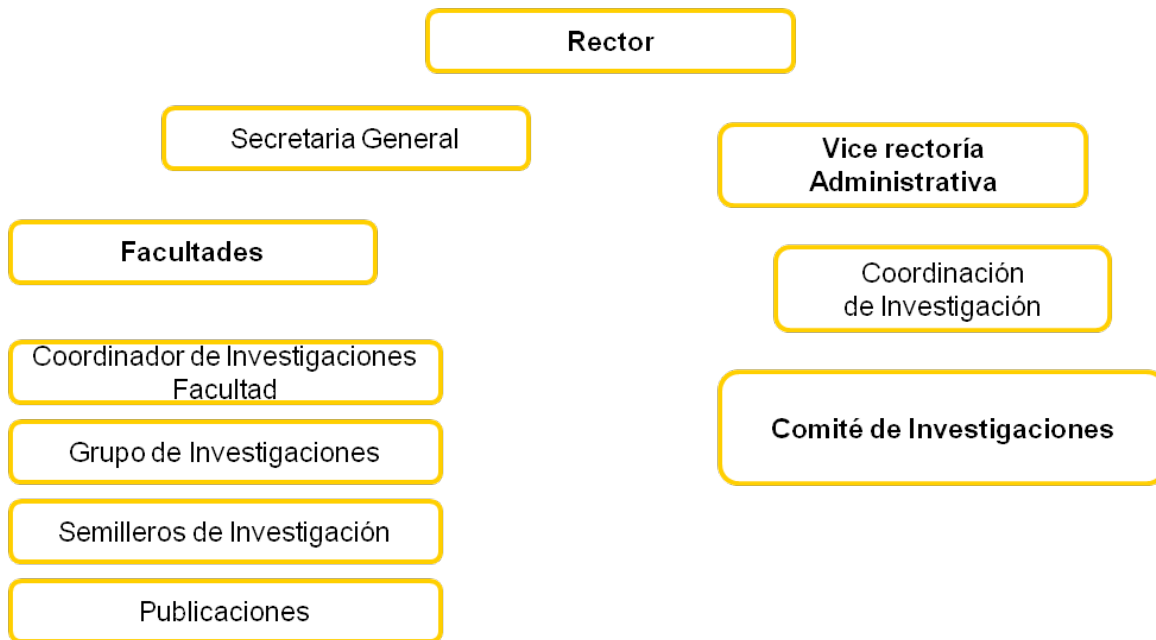 Rector
Secretaria General
Vice rectoría
Administrativa
Facultades
Coordinación
de Investigación
Coordinador de Investigaciones
Facultad
Comité de Investigaciones
Grupo de Investigaciones
Semilleros de Investigación
Publicaciones